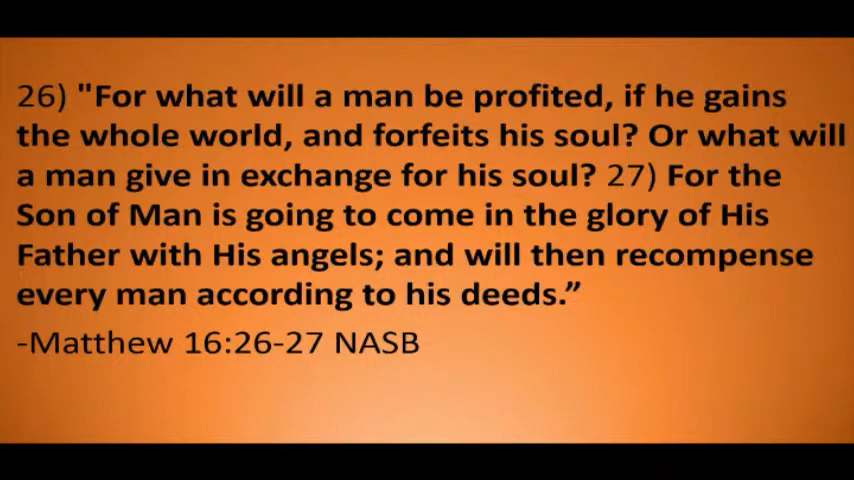 26) "For what will a man be profited, if he gains
the whole world, and forfeits his soul? Or what will
a man give in exchange for his soul? 27) For the
Son of Man is going to come in the glory of His
Father with His angels; and will then recompense
every man according to his deeds.”
-Matthew 16:26-27 NASB